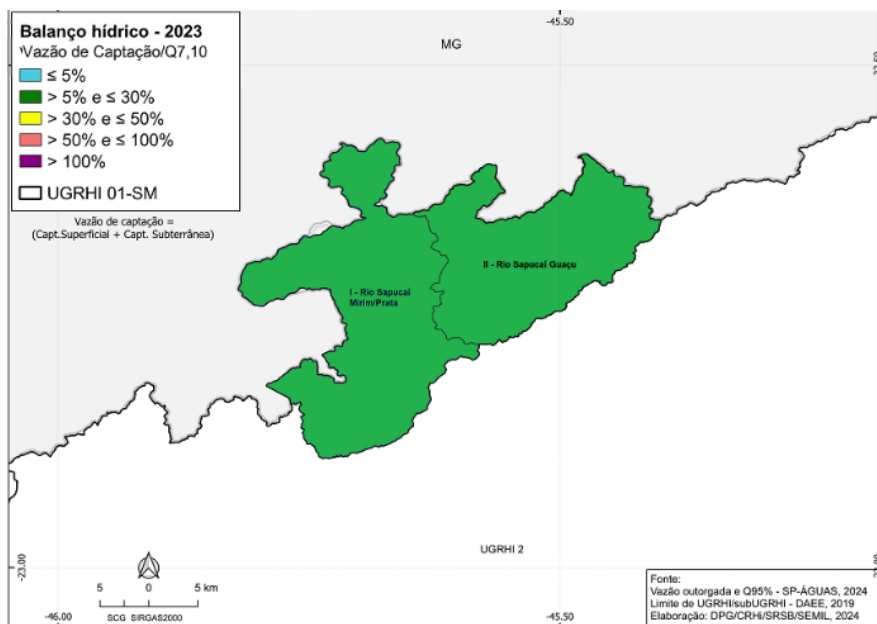 Balanço hídrico - 2023
Vazão de Captação/Q7,10
≤ 5%
> 5% e ≤ 30%
> 30% e ≤ 50%
> 50% e ≤ 100%
> 100%
UGRHI 01-SM
Vazão de captação =
(Capt.Superficial + Capt. Subterrânea)
-45.50
MG
II - Rio Sapucaí Guaçu
I - Rio Sapucaí
Mirim/Prata
UGRHI 2
-23.00
5 0 5 km
SCG SIRGAS2000
-46.00
-45.50
Fonte:
Vazão outorgada e Q95% - SP-ÁGUAS, 2024
Limite de UGRHI/subUGRHI - DAEE, 2019
Elaboração: DPG/CRHi/SRSB/SEMIL, 2024